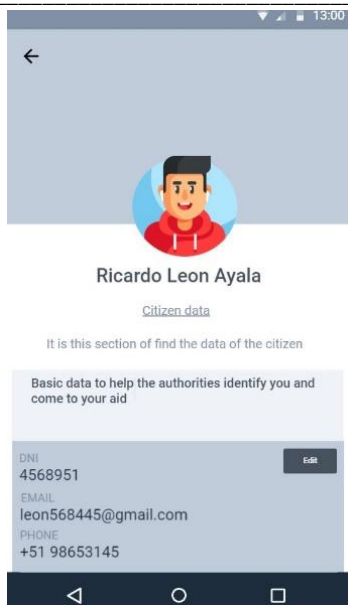 13:00
Ricardo Leon Ayala
Citizen data
It is this section of find the data of the citizen
Basic data to help the authorities identify you and
come to your aid
DNI
Edit
4568951
EMAIL
leon568445@gmail.com
PHONE
+51 98653145